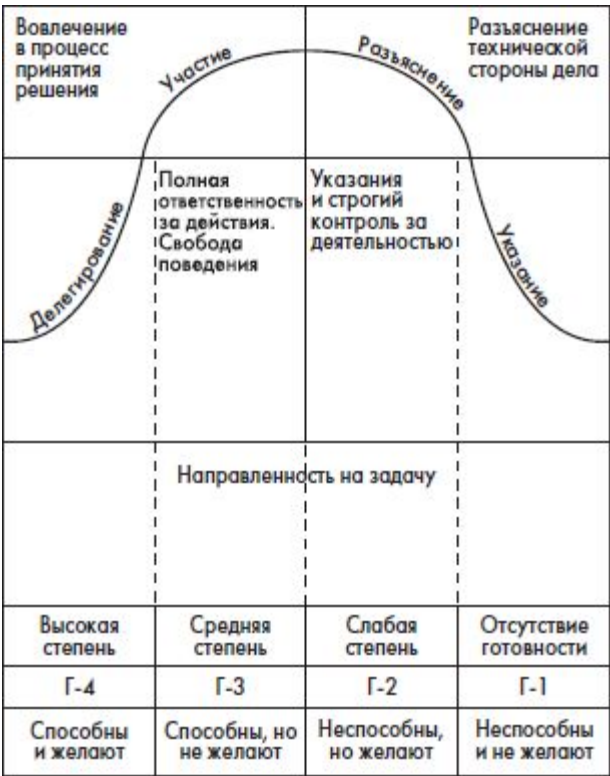 Вовлечение
в процесс
принятия
решения
Участие
Разъяснение
Разъяснение
технической
стороны дела
Делегирование
Полная
ответственность
за действия.
Свобода
поведения
Указания
и строгий
контроль за
деятельностью
Указание
Направленность на задачу
Высокая
степень
Средняя
степень
Слабая
степень
Отсутствие
готовности
Г-4
Г-3
Г-2
Г-1
Способны
и желают
Способны, но
не желают
Неспособны,
но желают
Неспособны
и не желают